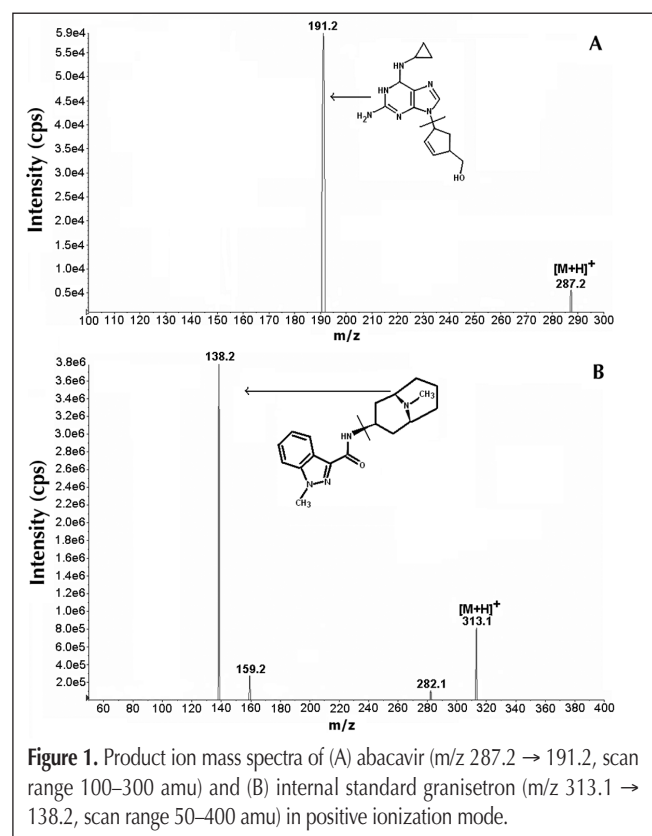 A
191.2
5.9e4
5.0e4
4.5e4
4.0e4
3.5e4
3.0e4
2.5e4
2.0e4
1.5e4
1.0e4
0.5e4
Intensity (cps)
HN
HN
N
H₂N
N
N
HO
[M+H]⁺
287.2
100 110 120 130 140 150 160 170 180 190 200 210 220 230 240 250 260 270 280 290 300
m/z
B
138.2
3.8e6
3.6e6
3.4e6
3.2e6
3.0e6
2.8e6
2.6e6
2.4e6
2.2e6
2.0e6
1.8e6
1.6e6
1.4e6
1.2e6
1.0e6
8.0e5
6.0e5
4.0e5
2.0e5
Intensity (cps)
N-CH₃
HN
O
N
N
CH₃
[M+H]⁺
313.1
159.2
282.1
60 80 100 120 140 160 180 200 220 240 260 280 300 320 340 360 380 400
m/z
Figure 1. Product ion mass spectra of (A) abacavir (m/z 287.2 → 191.2, scan
range 100–300 amu) and (B) internal standard granisetron (m/z 313.1 →
138.2, scan range 50–400 amu) in positive ionization mode.